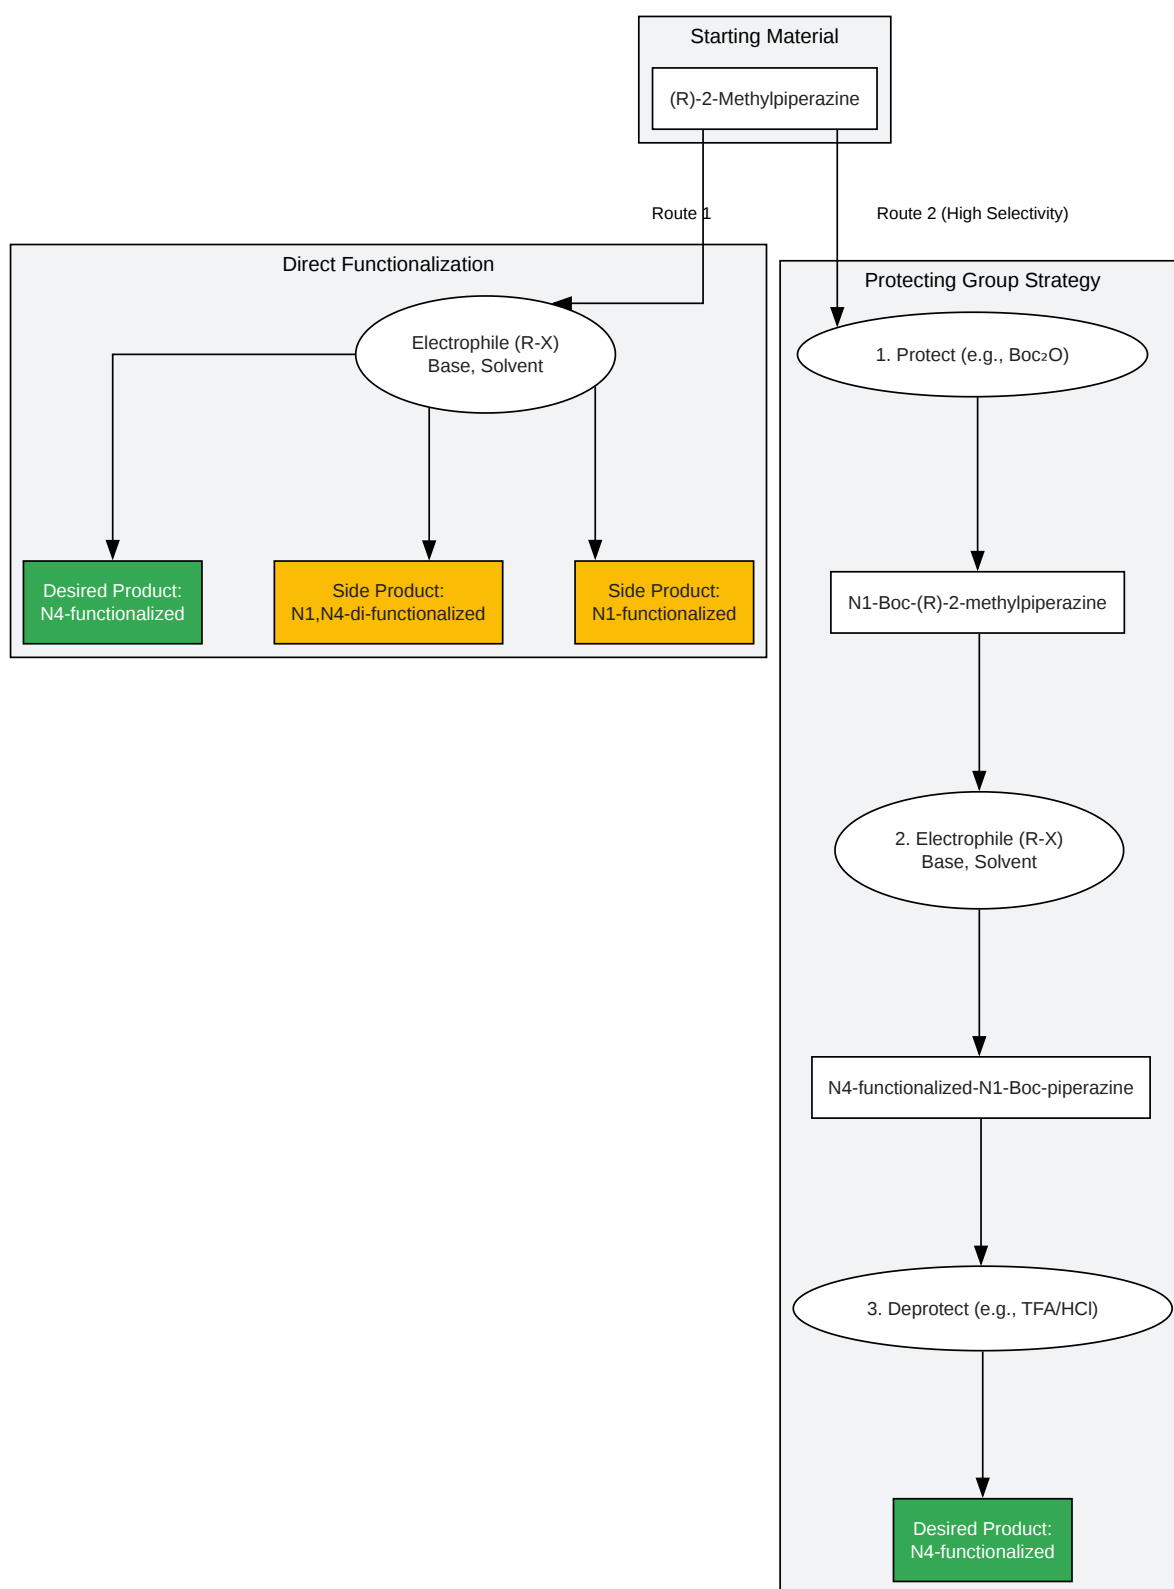 Starting Material
(R)-2-Methylpiperazine
Route 1
Route 2 (High Selectivity)
Direct Functionalization
Electrophile (R-X)
Base, Solvent
Desired Product:
N4-functionalized
Side Product:
N1,N4-di-functionalized
Side Product:
N1-functionalized
Protecting Group Strategy
1. Protect (e.g., Boc₂O)
N1-Boc-(R)-2-methylpiperazine
2. Electrophile (R-X)
Base, Solvent
N4-functionalized-N1-Boc-piperazine
3. Deprotect (e.g., TFA/HCl)
Desired Product:
N4-functionalized